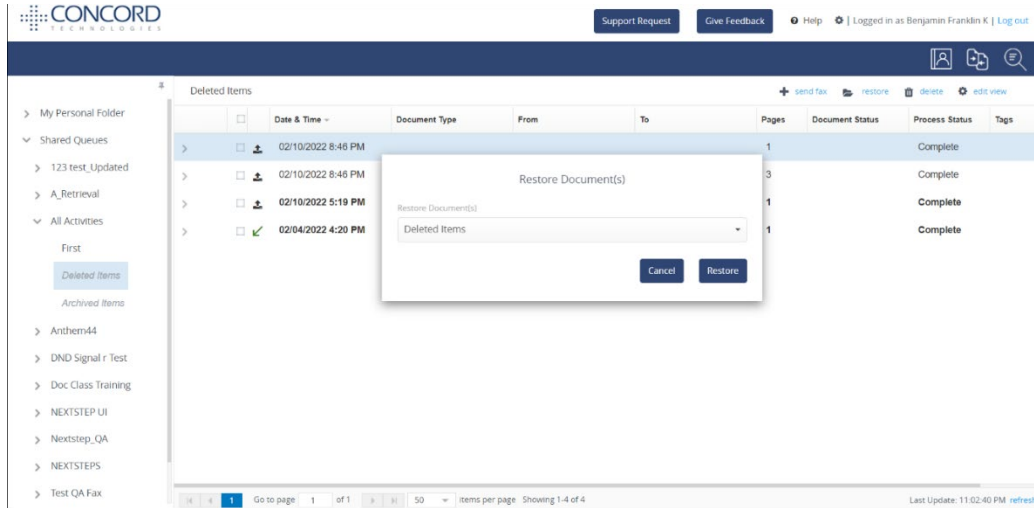 CONCORD
TECHNOLOGIES
Support Request Give Feedback Help | Logged in as Benjamin Franklin K | Log out
Deleted Items send fax restore delete edit view
My Personal Folder
Shared Queues
123 test_Updated
A_Retrieval
All Activities
First
Deleted Items
Archived Items
Anthem44
DND Signal r Test
Doc Class Training
NEXTSTEP UI
Nextstep_QA
NEXTSTEPS
Test QA Fax
Date & Time Document Type From To Pages Document Status Process Status Tags
02/10/2022 8:46 PM 1 Complete
02/10/2022 8:46 PM 3 Complete
02/10/2022 5:19 PM 1 Complete
02/04/2022 4:20 PM 1 Complete
Restore Document(s)
Restore Document(s)
Deleted Items
Cancel Restore
1 Go to page 1 of 1 50 items per page Showing 1-4 of 4 Last Update: 11:02:40 PM refresh